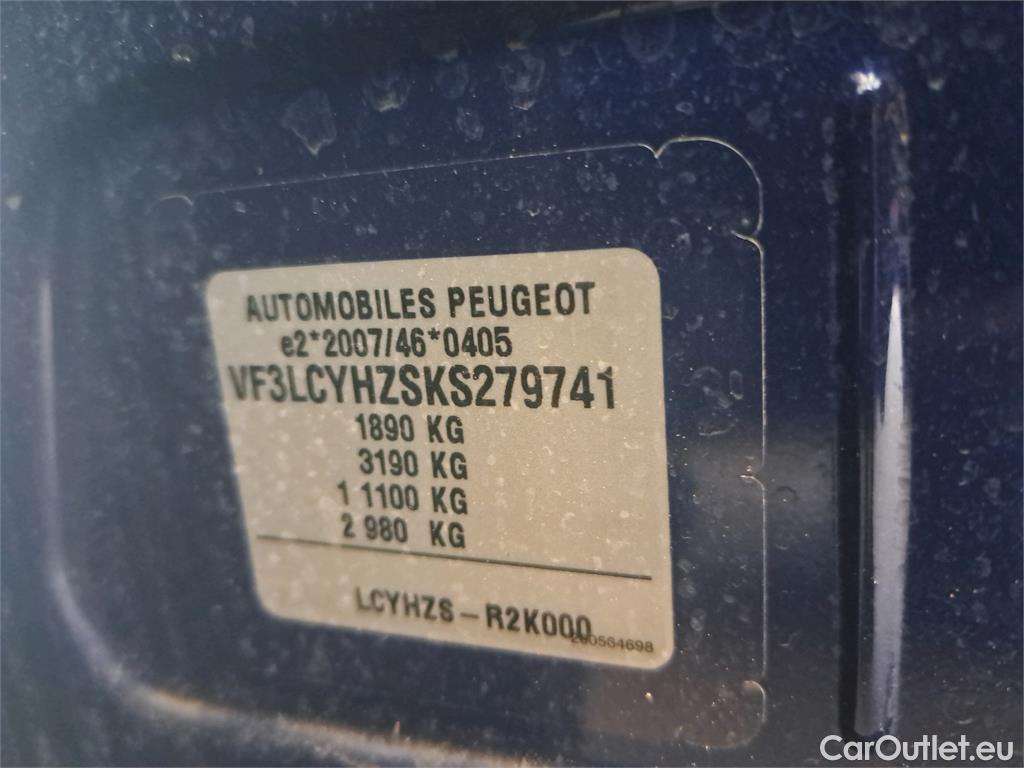 AUTOMOBILES PEUGEOT
e2*2007/46*0405
VF3LCYHZSKS279741
1890 KG
3190 KG
1 1100 KG
2 980 KG
LCYHZS – R2K000
CarOutlet.eu